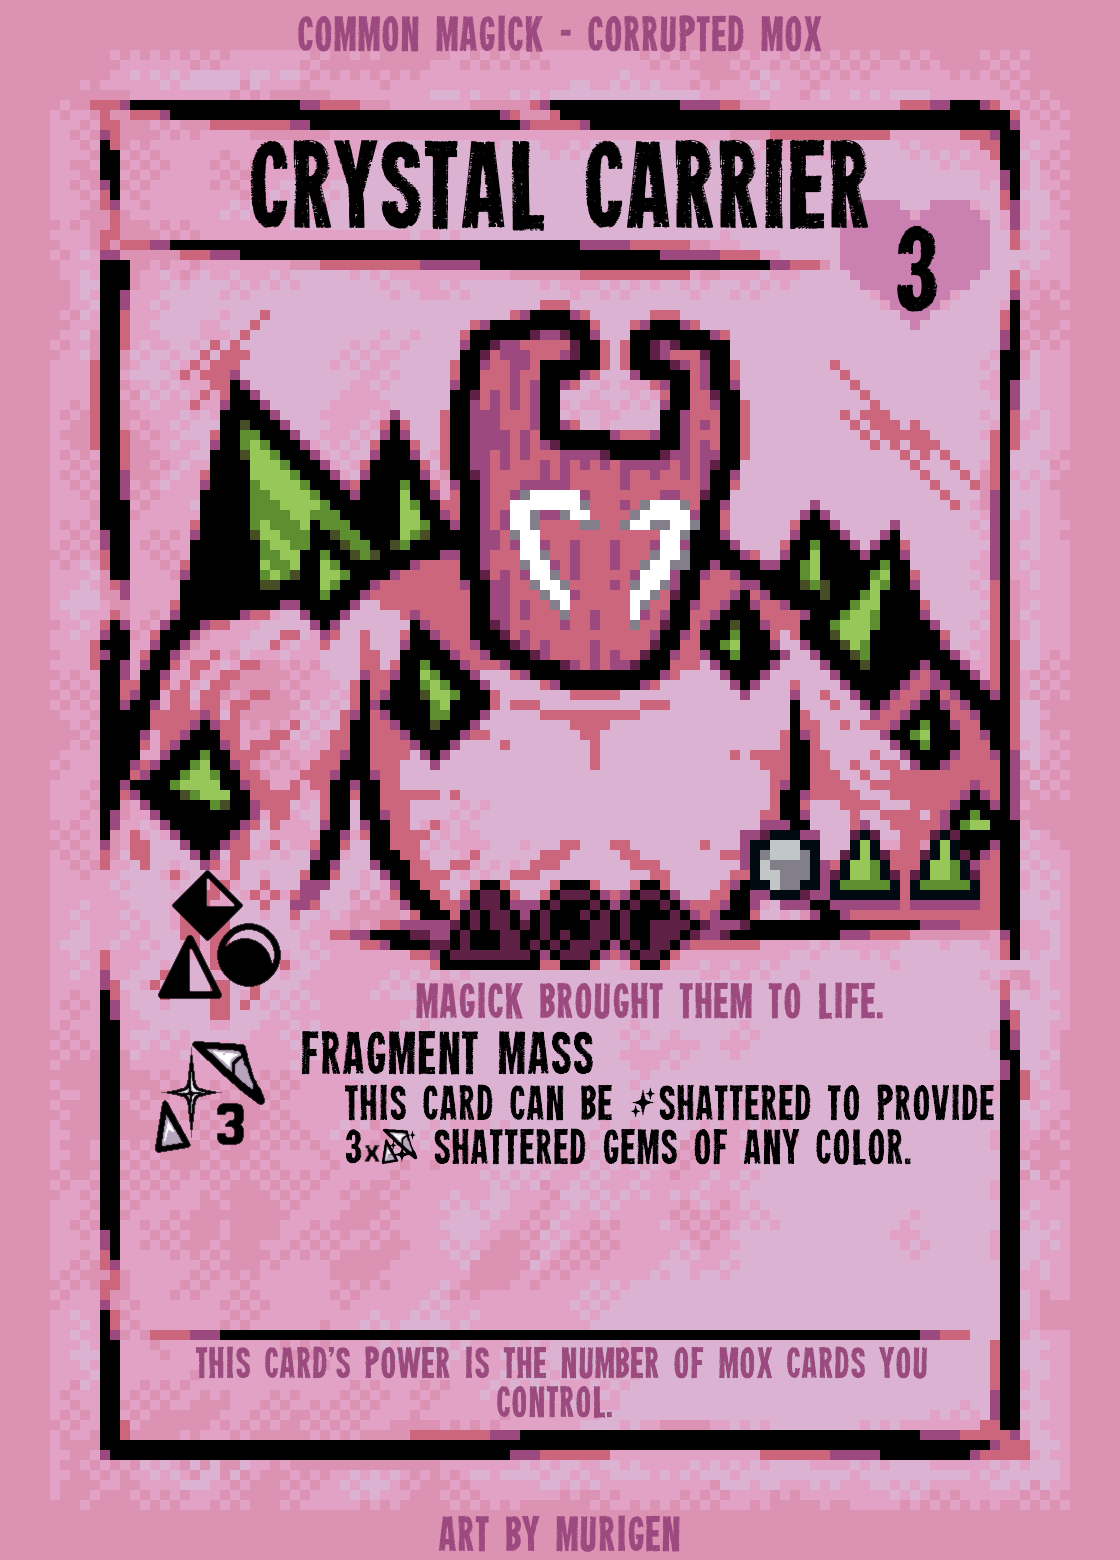 COMMON MAGICK - CORRUPTED MOX
CRYSTAL CARRIER
3
MAGICK BROUGHT THEM TO LIFE.
FRAGMENT MASS
THIS CARD CAN BE SHATTERED TO PROVIDE
3x SHATTERED GEMS OF ANY COLOR.
3
THIS CARD'S POWER IS THE NUMBER OF MOX CARDS YOU
CONTROL.
ART BY MURIGEN